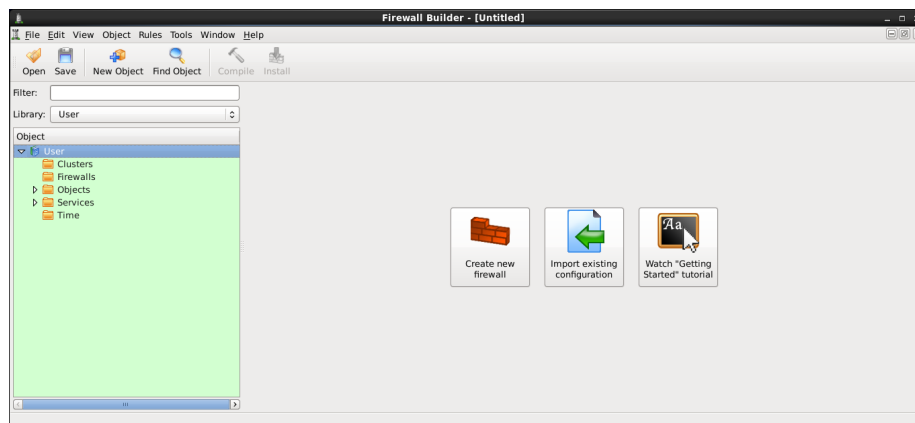 Firewall Builder - [Untitled]
File Edit View Object Rules Tools Window Help
Open Save New Object Find Object Compile Install
Filter:
Library: User
Object
User
Clusters
Firewalls
Objects
Services
Time
Create new
firewall
Import existing
configuration
Aa
Watch "Getting
Started" tutorial